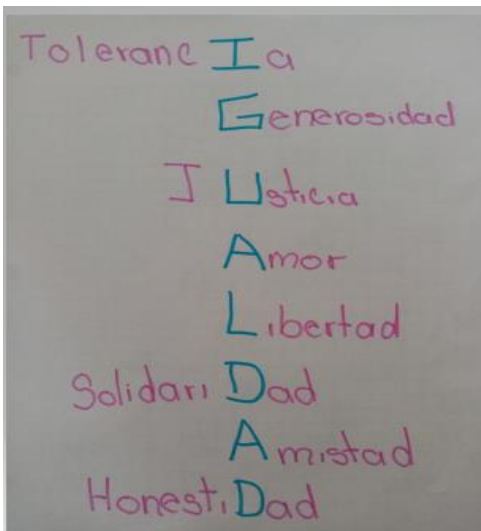 TolerancIa
Generosidad
JUsticia
Amor
Libertad
SolidariDad
Amistad
HonestiDad